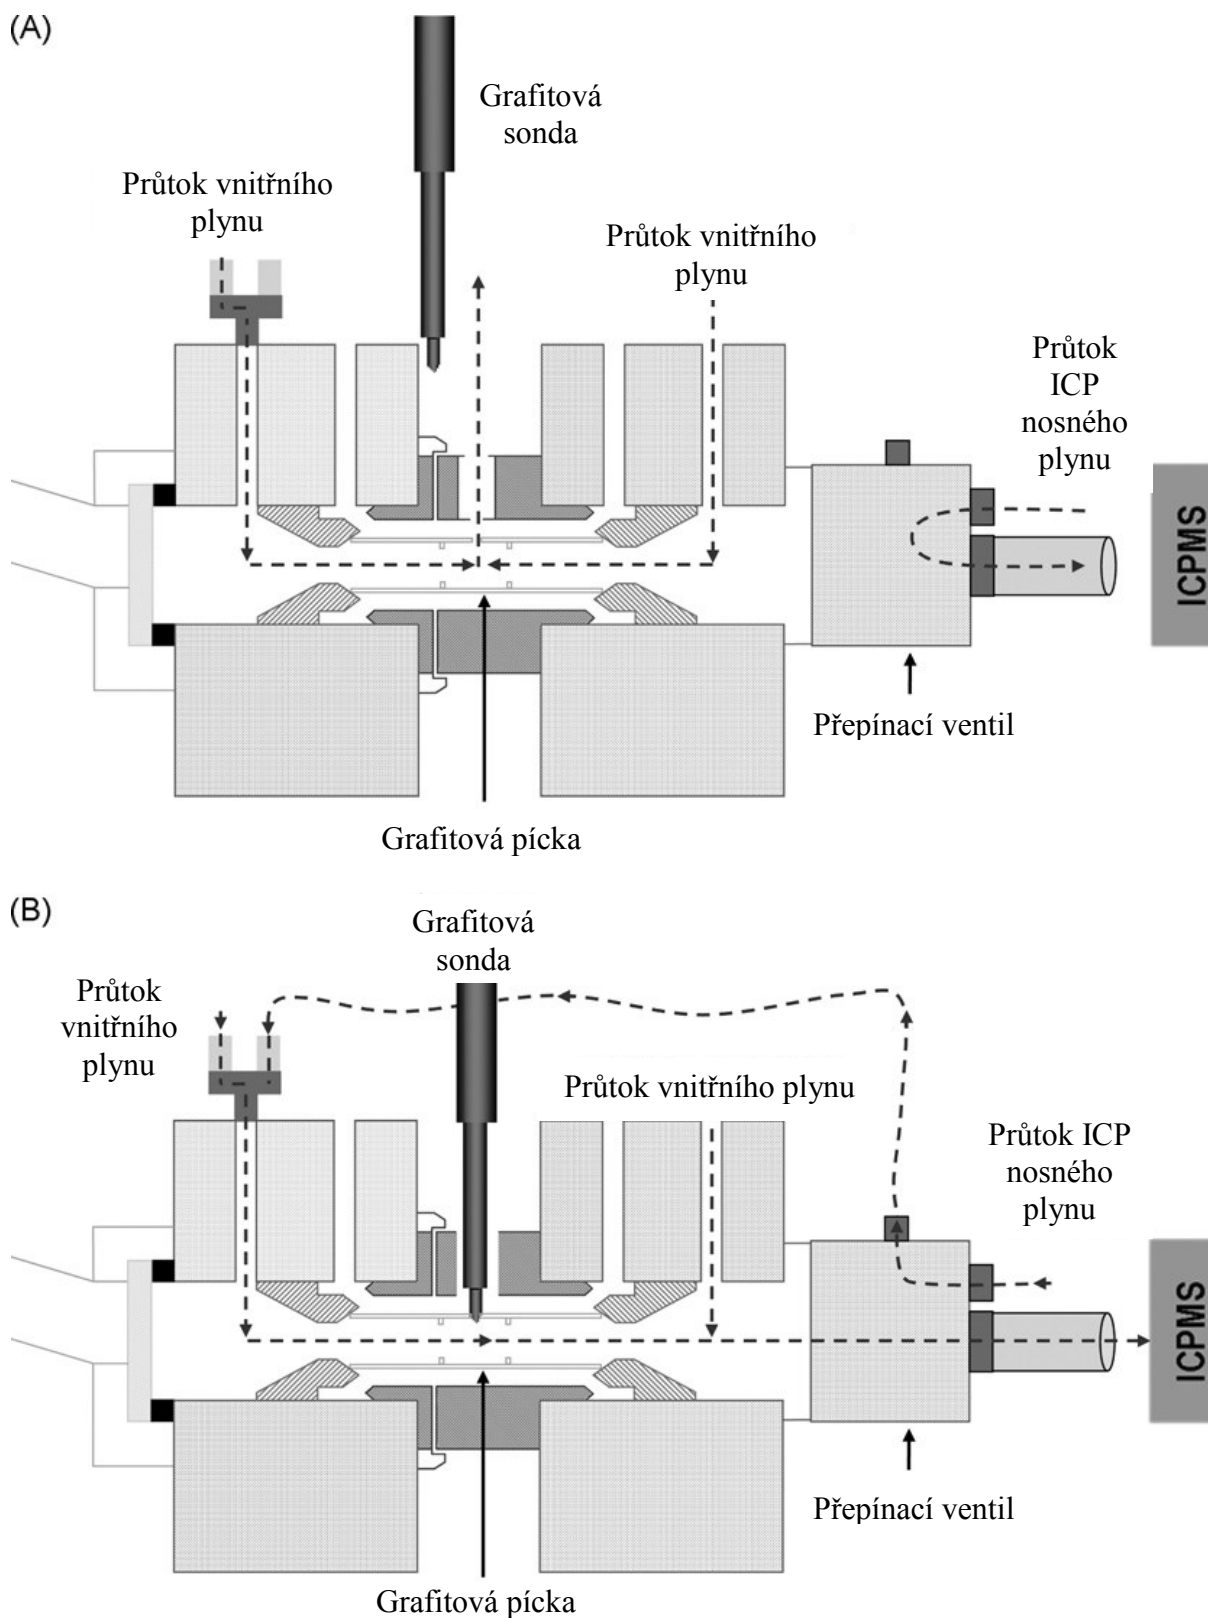 (A)
Grafitová
sonda
Průtok vnitřního
plynu
Průtok vnitřního
plynu
Průtok
ICP
nosného
plynu
ICPMS
Přepínací ventil
Grafitová pícka
(B)
Grafitová
sonda
Průtok
vnitřního
plynu
Průtok vnitřního plynu
Průtok ICP
nosného
plynu
ICPMS
Přepínací ventil
Grafitová pícka